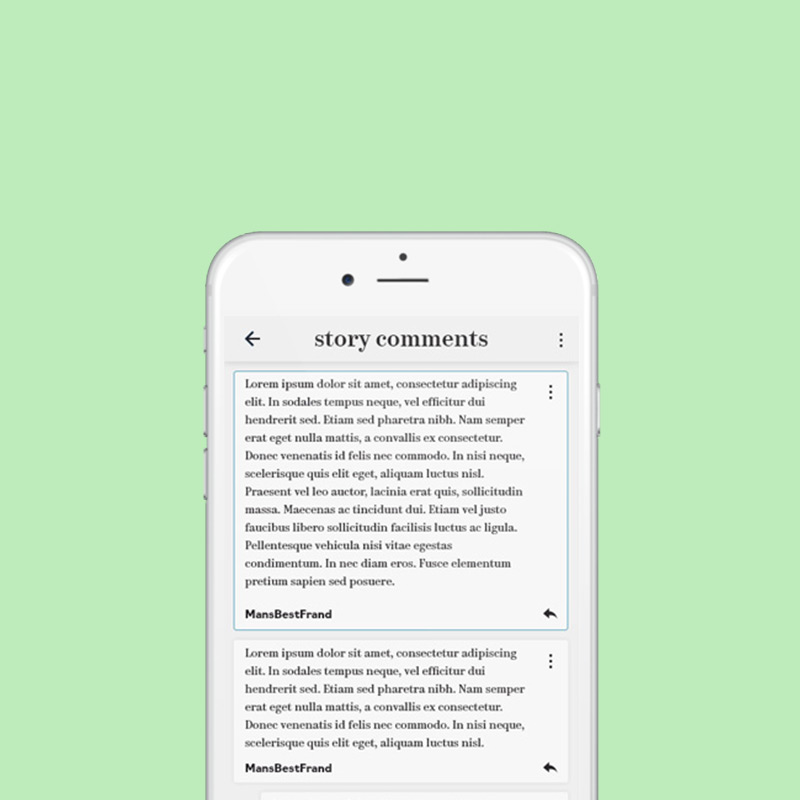 story comments
Lorem ipsum dolor sit amet, consectetur adipiscing
elit. In sodales tempus neque, vel efficitur dui
hendrerit sed. Etiam sed pharetra nibh. Nam semper
erat eget nulla mattis, a convallis ex consectetur.
Donec venenatis id felis nec commodo. In nisi neque,
scelerisque quis elit eget, aliquam luctus nisl.
Praesent vel leo auctor, lacinia erat quis, sollicitudin
massa. Maecenas ac tincidunt dui. Etiam vel justo
faucibus libero sollicitudin facilisis luctus ac ligula.
Pellentesque vehicula nisi vitae egestas
condimentum. In nec diam eros. Fusce elementum
pretium sapien sed posuere.
MansBestFrand
Lorem ipsum dolor sit amet, consectetur adipiscing
elit. In sodales tempus neque, vel efficitur dui
hendrerit sed. Etiam sed pharetra nibh. Nam semper
erat eget nulla mattis, a convallis ex consectetur.
Donec venenatis id felis nec commodo. In nisi neque,
scelerisque quis elit eget, aliquam luctus nisl.
MansBestFrand